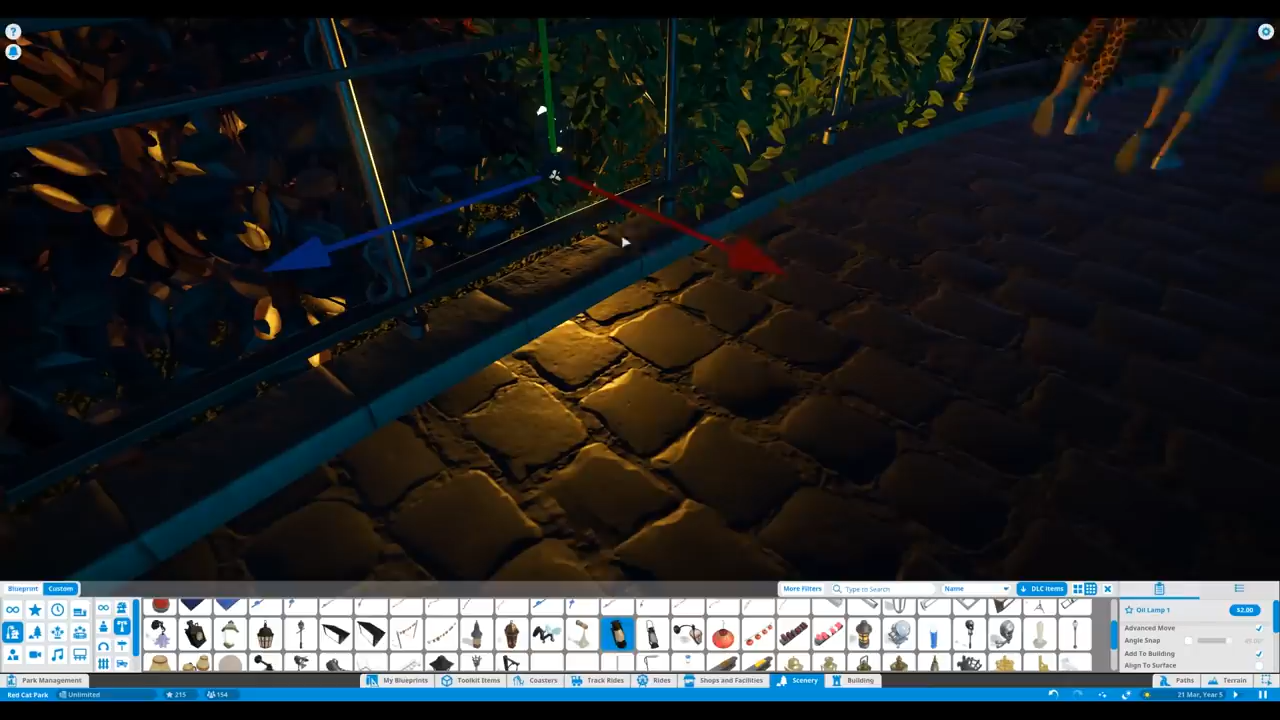 ?
Blueprint Custom
More Filters Type to Search Name DLC Items
Oil Lamp 1 $2.00
Advanced Move
Angle Snap
Add To Building
Align To Surface
Park Management My Blueprints Toolkit Items Coasters Track Rides Rides Shops and Facilities Scenery Building Paths Terrain
Red Cat Park Unlimited 215 154 21 Mar, Year 5